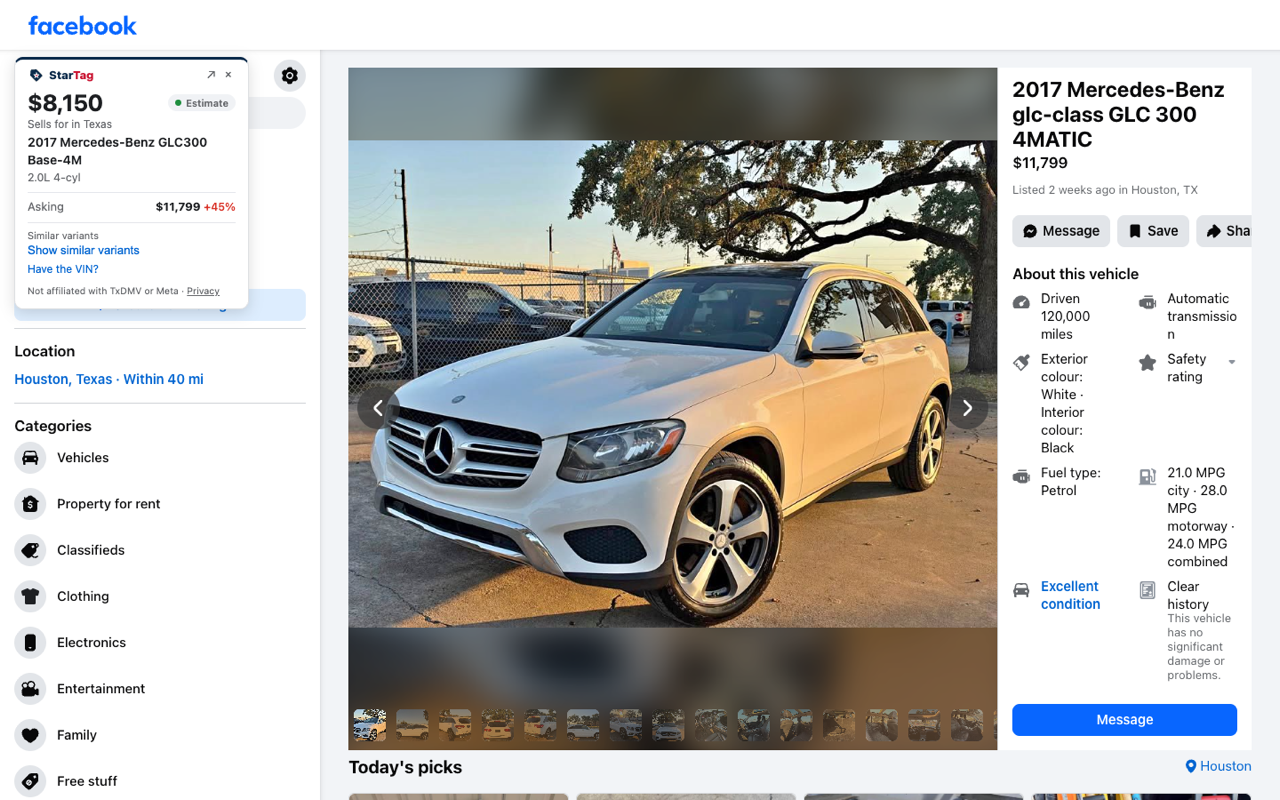 facebook
StarTag
$8,150
Estimate
Sells for in Texas
2017 Mercedes-Benz GLC300
Base-4M
2.0L 4-cyl
Asking
$11,799 +45%
Similar variants
Show similar variants
Have the VIN?
Not affiliated with TxDMV or Meta · Privacy
Location
Houston, Texas · Within 40 mi
Categories
Vehicles
Property for rent
Classifieds
Clothing
Electronics
Entertainment
Family
Free stuff
2017 Mercedes-Benz
glc-class GLC 300
4MATIC
$11,799
Listed 2 weeks ago in Houston, TX
Message
Save
Sha
About this vehicle
Driven
120,000
miles
Automatic
transmissio
n
Exterior
colour:
White ·
Interior
colour:
Black
Safety
rating
Fuel type:
Petrol
21.0 MPG
city · 28.0
MPG
motorway ·
24.0 MPG
combined
Excellent
condition
Clear
history
This vehicle
has no
significant
damage or
problems.
Message
Today's picks
Houston